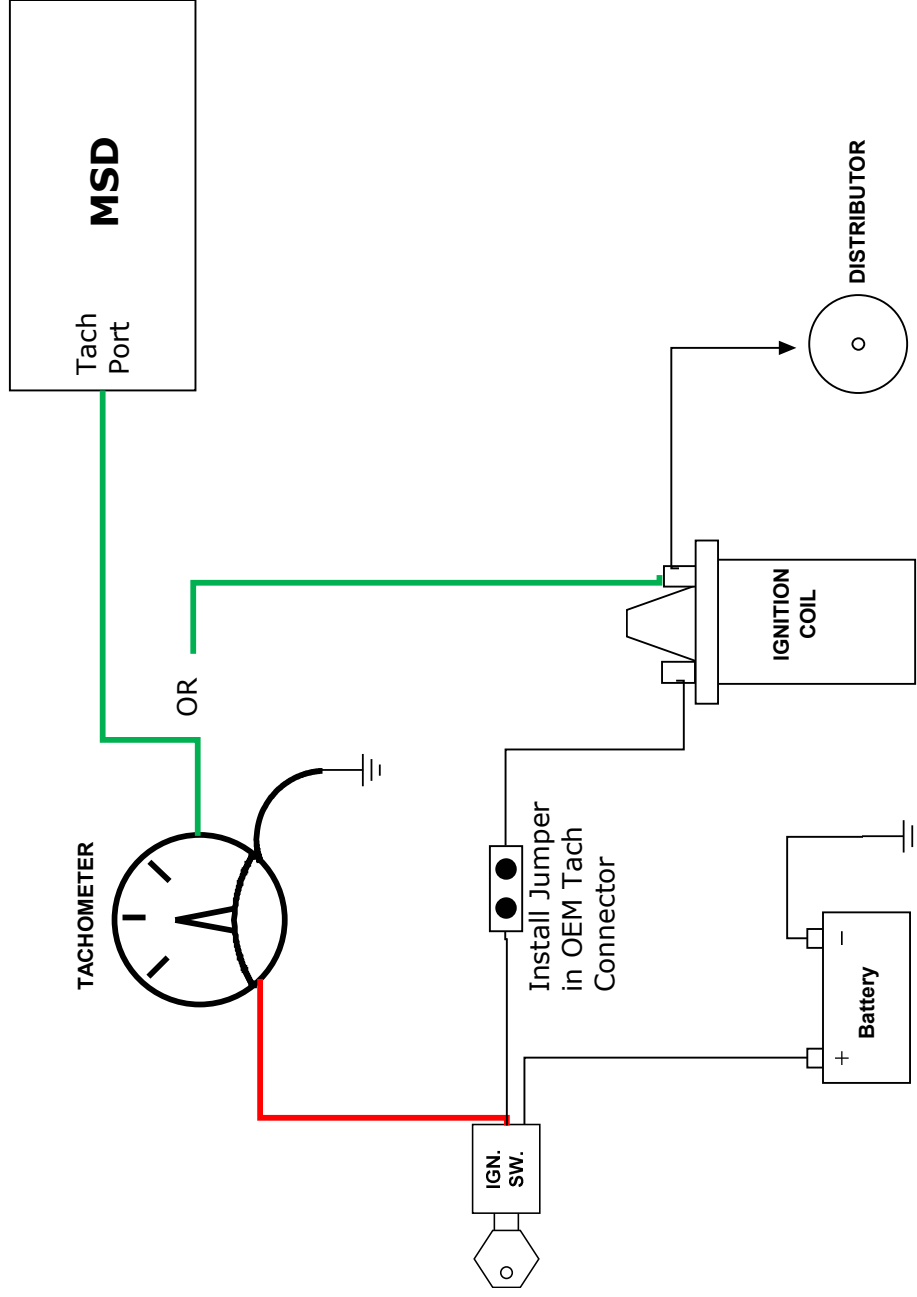 TACHOMETER
OR
Tach
Port
MSD
IGN.
SW.
Install Jumper
in OEM Tach
Connector
+
−
Battery
IGNITION
COIL
DISTRIBUTOR